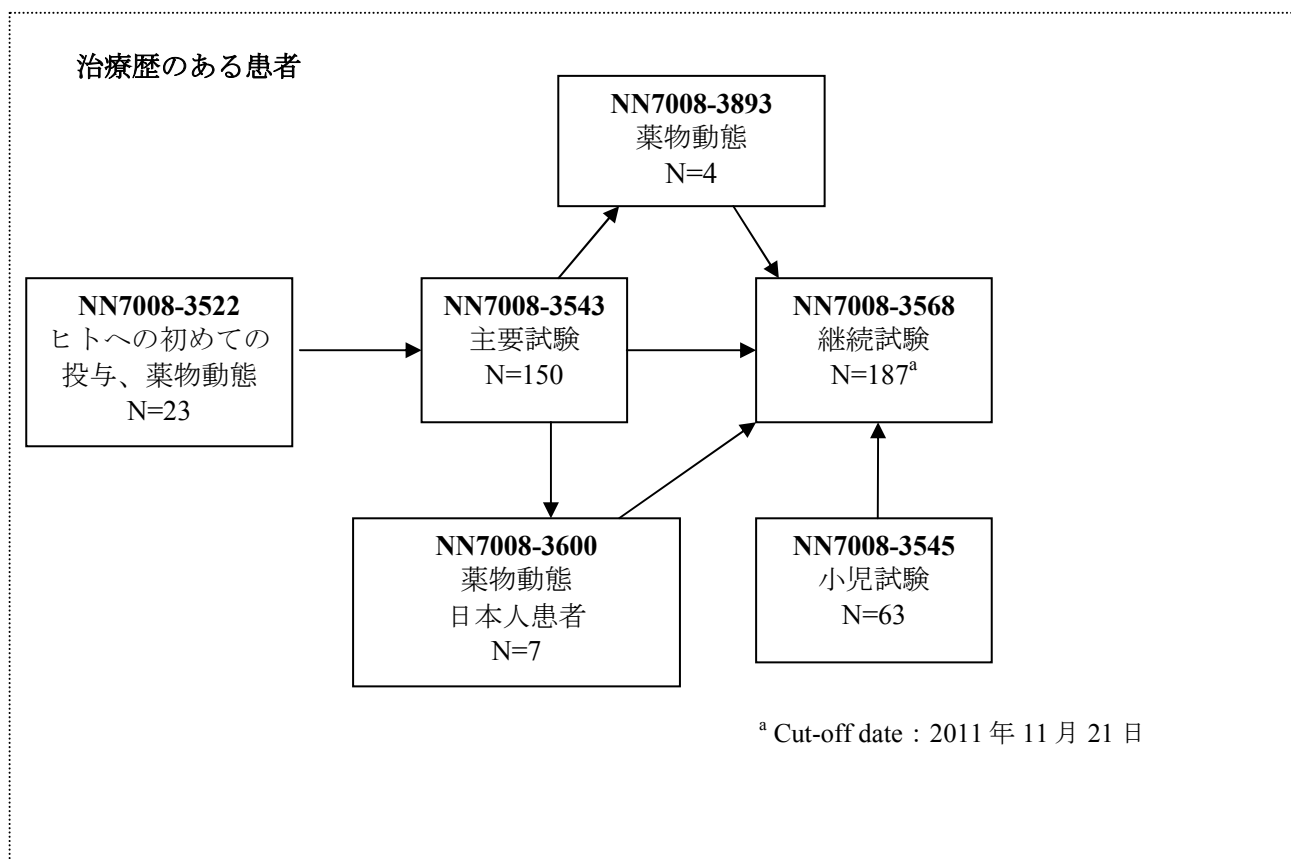 治療歴のある患者
NN7008-3893
薬物動態
N=4
NN7008-3522
ヒトへの初めての
投与、薬物動態
N=23
NN7008-3543
主要試験
N=150
NN7008-3568
継続試験
N=187a
NN7008-3600
薬物動態
日本人患者
N=7
NN7008-3545
小児試験
N=63
a Cut-off date：2011 年 11 月 21 日